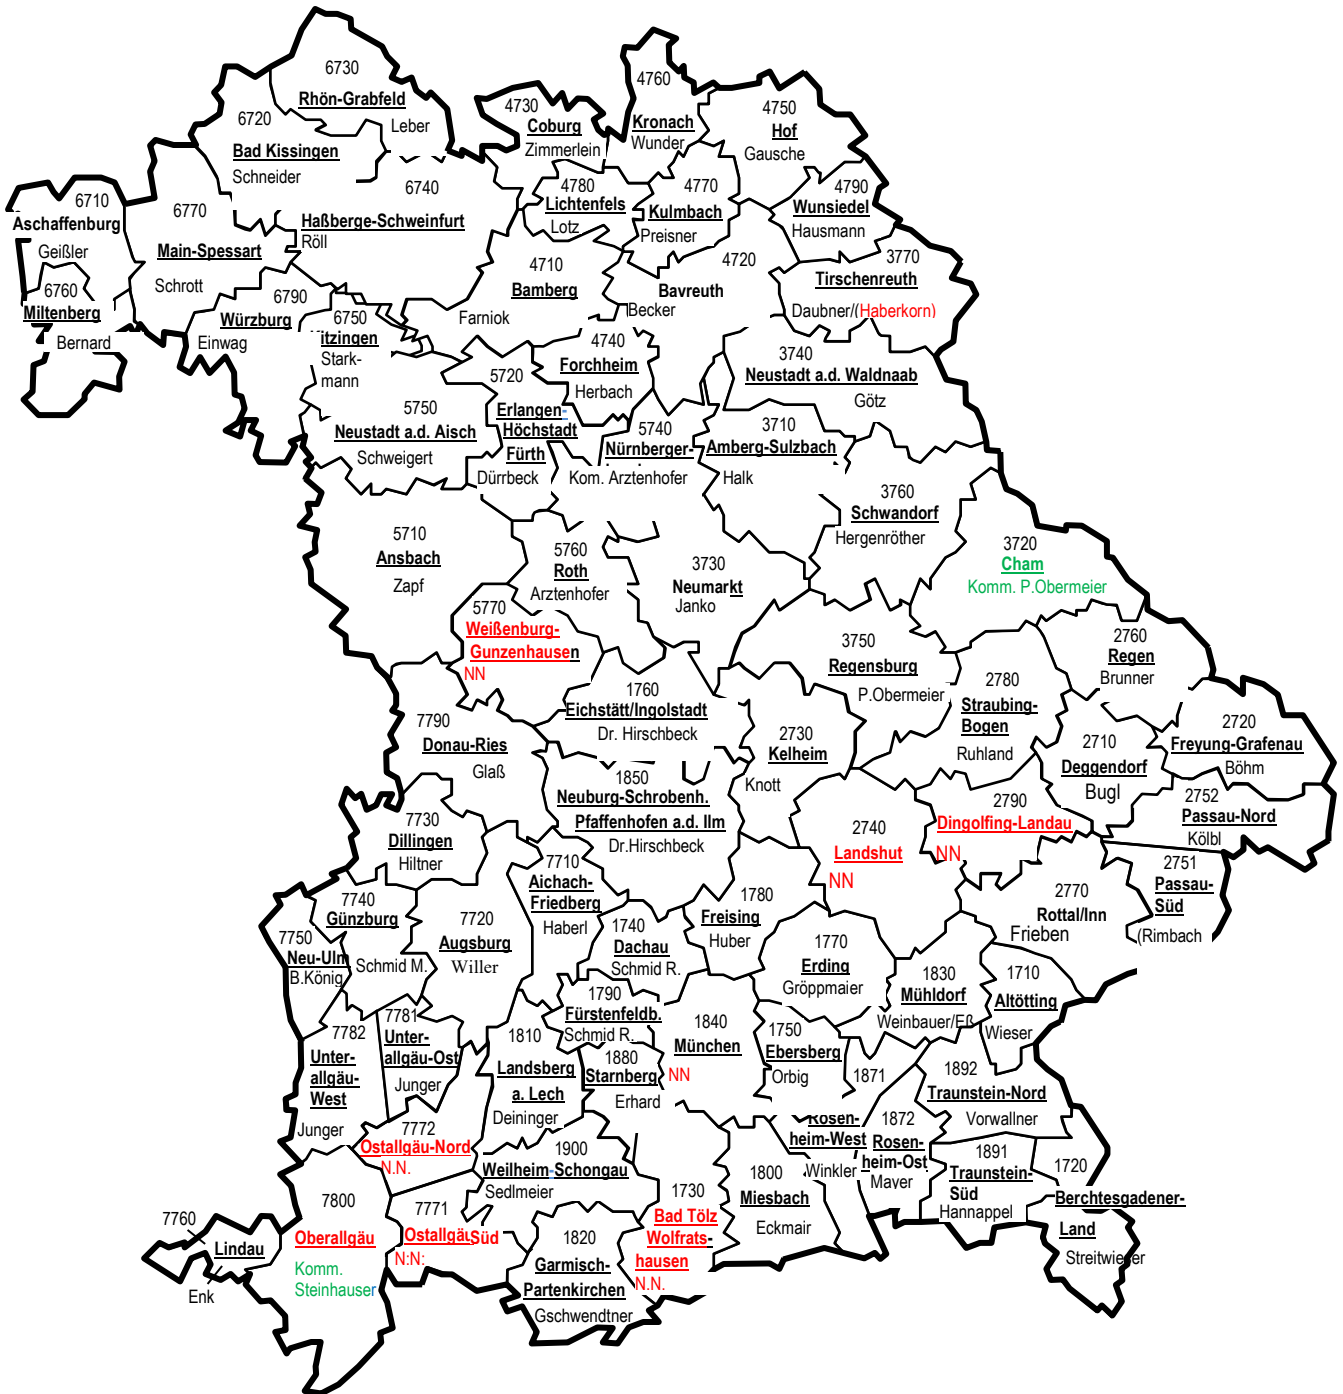 6730
Rhön-Grabfeld
Leber
6720
Bad Kissingen
Schneider
4730
Coburg
Zimmerlein
4760
Kronach
Wunder
4750
Hof
Gausche
6710
Aschaffenburg
Geißler
6770
Main-Spessart
Schrott
6740
Haßberge-Schweinfurt
Röll
4780
Lichtenfels
Lotz
4770
Kulmbach
Preisner
4790
Wunsiedel
Hausmann
6760
Miltenberg
Bernard
6790
Würzburg
Einwag
6750
itzingen
Stark-
mann
4710
Bamberg
Farniok
4720
Bavreuth
Becker
3770
Tirschenreuth
Daubner/(Haberkorn)
4740
Forchheim
Herbach
3740
Neustadt a.d. Waldnaab
Götz
5750
Neustadt a.d. Aisch
Schweigert
5720
Erlangen-
Höchstadt
Fürth
Dürrbeck
5740
Nürnberger-
Kom. Arztenhofer
3710
Amberg-Sulzbach
Halk
3760
Schwandorf
Hergenröther
5710
Ansbach
Zapf
5760
Roth
Arztenhofer
3730
Neumarkt
Janko
3720
Cham
Komm. P.Obermeier
5770
Weißenburg-
Gunzenhausen
NN
3750
Regensburg
P.Obermeier
2760
Regen
Brunner
1760
Eichstätt/Ingolstadt
Dr. Hirschbeck
2780
Straubing-
Bogen
Ruhland
2720
Freyung-Grafenau
Böhm
7790
Donau-Ries
Glaß
2730
Kelheim
Knott
2710
Deggendorf
Bugl
1850
Neuburg-Schrobenh.
Pfaffenhofen a.d. Ilm
Dr.Hirschbeck
2790
Dingolfing-Landau
NN
2752
Passau-Nord
Kölbl
7730
Dillingen
Hiltner
2740
Landshut
NN
2751
Passau-
Süd
(Rimbach
7710
Aichach-
Friedberg
Haberl
2770
Rottal/Inn
Frieben
7740
Günzburg
Schmid M.
7720
Augsburg
Willer
1780
Freising
Huber
7750
Neu-Ulm
B.König
1740
Dachau
Schmid R.
1770
Erding
Gröppmaier
1830
Mühldorf
Weinbauer/Eß
1710
Altötting
Wieser
1790
Fürstenfeldb.
Schmid R.
7782
Unter-
allgäu-
West
Junger
7781
Unter-
allgäu-Ost
Junger
1810
Landsberg
a. Lech
Deininger
1840
München
NN
1750
Ebersberg
Orbig
1880
Starnberg
Erhard
1871
Rosen-
heim-West
Winkler
1892
Traunstein-Nord
Vorwallner
7772
Ostallgäu-Nord
N.N.
1872
Rosen-
heim-Ost
Mayer
1900
Weilheim-Schongau
Sedlmeier
1891
Traunstein-
Süd
Hannappel
1720
Berchtesgadener-
Land
Streitwieser
1800
Miesbach
Eckmair
1730
Bad Tölz
Wolfrats-
hausen
N.N.
7800
Oberallgäu
Komm.
Steinhauser
7771
OstallgäuSüd
N:N:
7760
Lindau
Enk
1820
Garmisch-
Partenkirchen
Gschwendtner